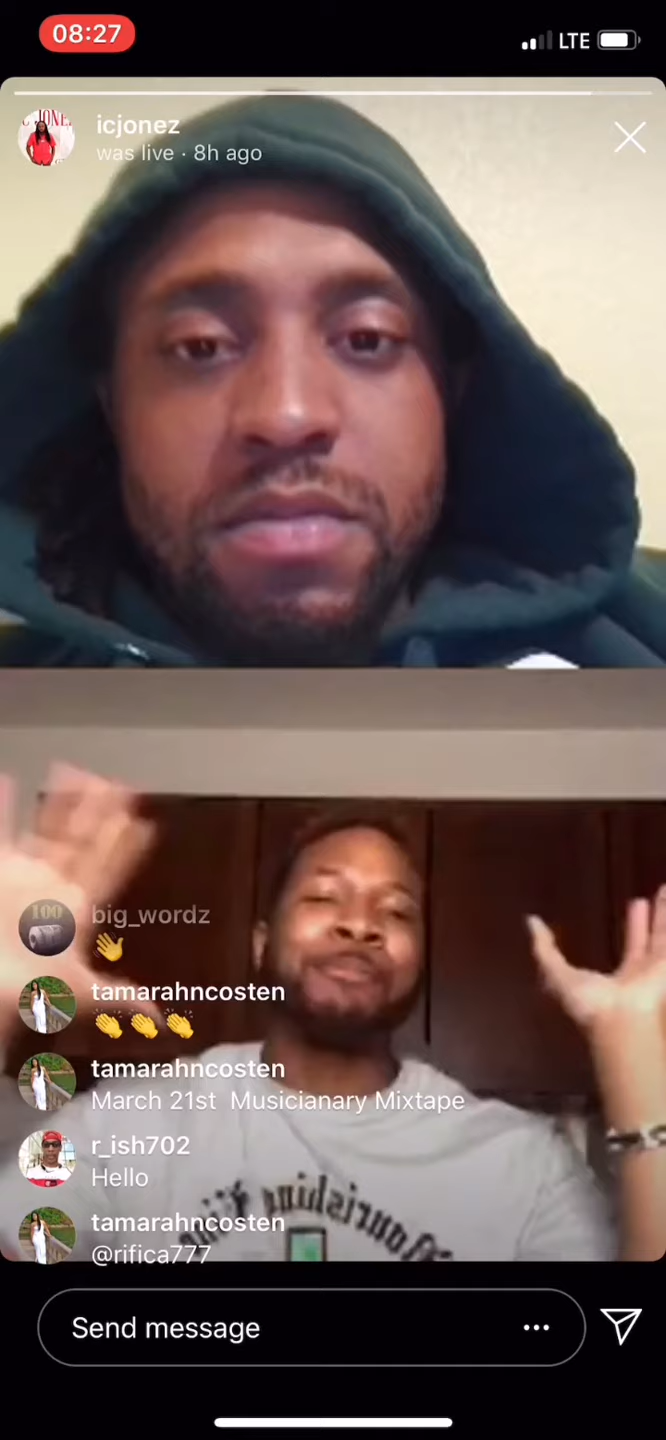 08:27
LTE
icjonez
was live · 8h ago
big_wordz
👋
tamarahncosten
👏👏👏
tamarahncosten
March 21st Musicianary Mixtape
r_ish702
Hello
tamarahncosten
@rifica777
Send message